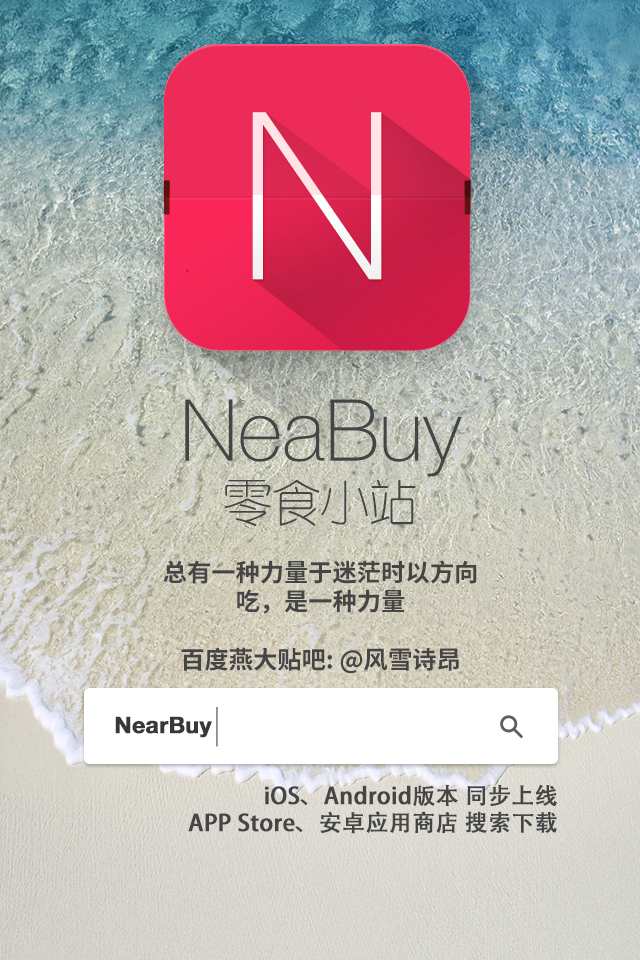 N
NeaBuy
零食小站
总有一种力量于迷茫时以方向
吃，是一种力量
百度燕大贴吧: @风雪诗昂
NearBuy
iOS、Android版本 同步上线
APP Store、安卓应用商店 搜索下载